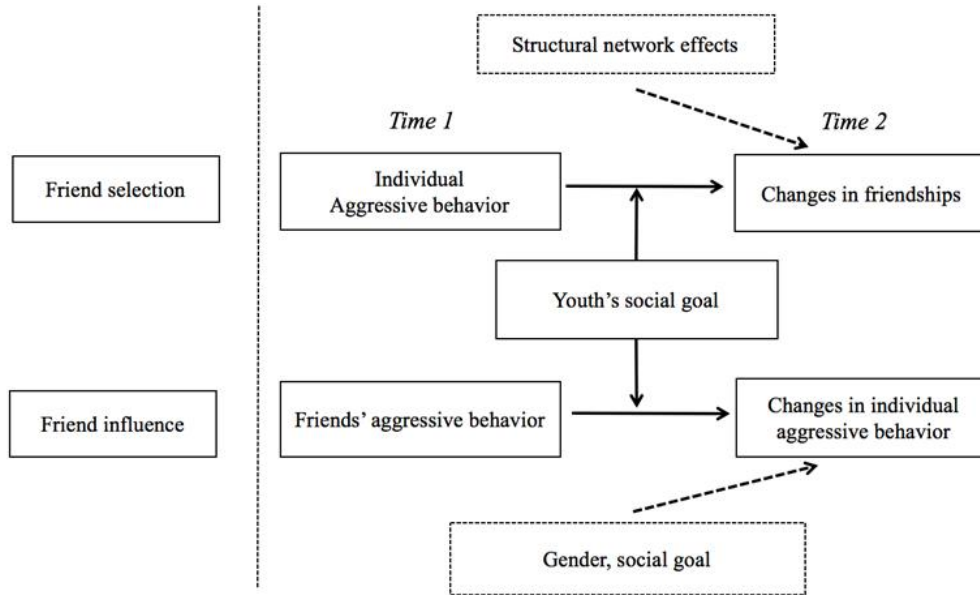 Structural network effects
Time 1
Time 2
Friend selection
Individual
Aggressive behavior
Changes in friendships
Youth’s social goal
Friend influence
Friends’ aggressive behavior
Changes in individual
aggressive behavior
Gender, social goal